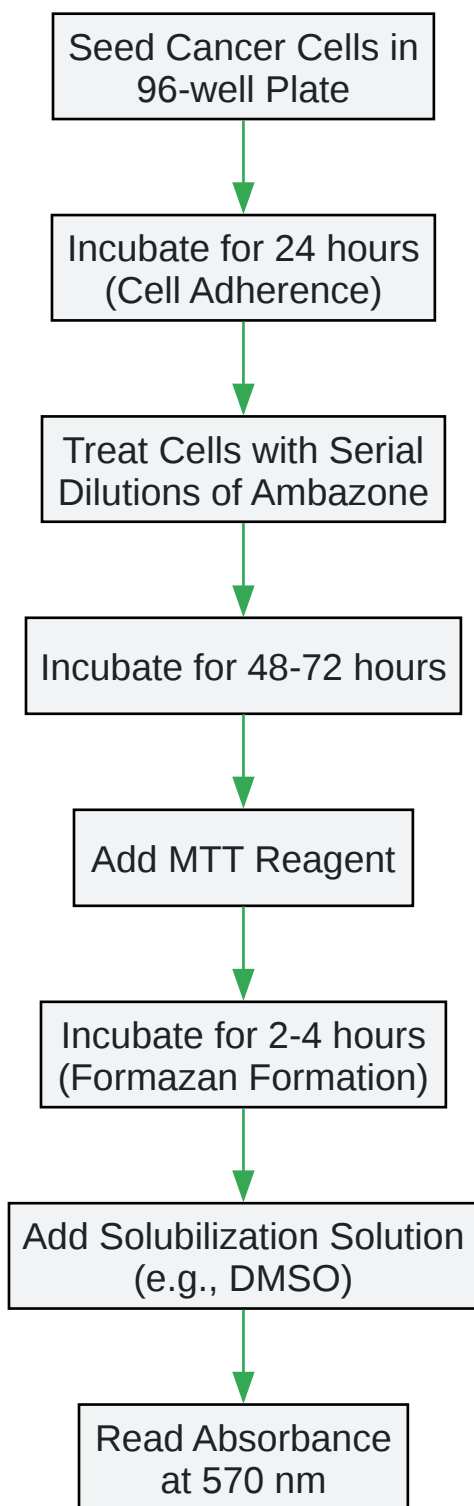 Seed Cancer Cells in
96-well Plate
Incubate for 24 hours
(Cell Adherence)
Treat Cells with Serial
Dilutions of Ambazone
Incubate for 48-72 hours
Add MTT Reagent
Incubate for 2-4 hours
(Formazan Formation)
Add Solubilization Solution
(e.g., DMSO)
Read Absorbance
at 570 nm